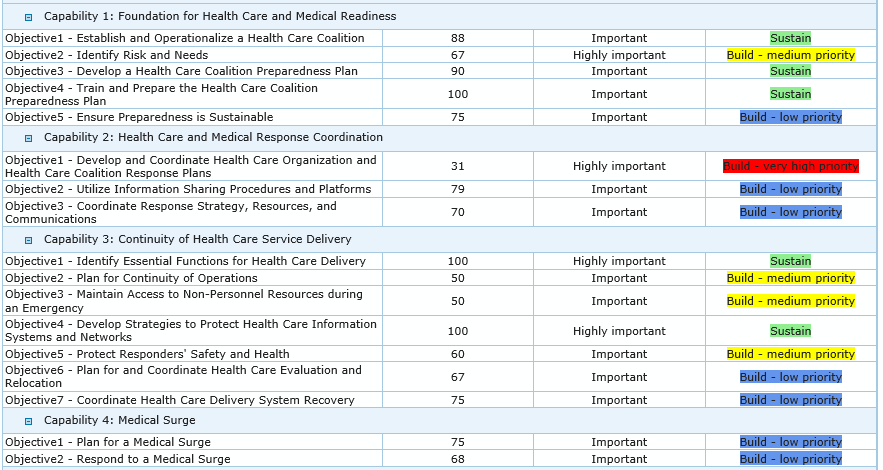 Capability 1: Foundation for Health Care and Medical Readiness
Objective1 - Establish and Operationalize a Health Care Coalition 88 Important Sustain
Objective2 - Identify Risk and Needs 67 Highly important Build - medium priority
Objective3 - Develop a Health Care Coalition Preparedness Plan 90 Important Sustain
Objective4 - Train and Prepare the Health Care Coalition
Preparedness Plan 100 Important Sustain
Objective5 - Ensure Preparedness is Sustainable 75 Important Build - low priority
Capability 2: Health Care and Medical Response Coordination
Objective1 - Develop and Coordinate Health Care Organization and
Health Care Coalition Response Plans 31 Highly important Build - very high priority
Objective2 - Utilize Information Sharing Procedures and Platforms 79 Important Build - low priority
Objective3 - Coordinate Response Strategy, Resources, and
Communications 70 Important Build - low priority
Capability 3: Continuity of Health Care Service Delivery
Objective1 - Identify Essential Functions for Health Care Delivery 100 Highly important Sustain
Objective2 - Plan for Continuity of Operations 50 Important Build - medium priority
Objective3 - Maintain Access to Non-Personnel Resources during
an Emergency 50 Important Build - medium priority
Objective4 - Develop Strategies to Protect Health Care Information
Systems and Networks 100 Highly important Sustain
Objective5 - Protect Responders' Safety and Health 60 Important Build - medium priority
Objective6 - Plan for and Coordinate Health Care Evaluation and
Relocation 67 Important Build - low priority
Objective7 - Coordinate Health Care Delivery System Recovery 75 Important Build - low priority
Capability 4: Medical Surge
Objective1 - Plan for a Medical Surge 75 Important Build - low priority
Objective2 - Respond to a Medical Surge 68 Important Build - low priority